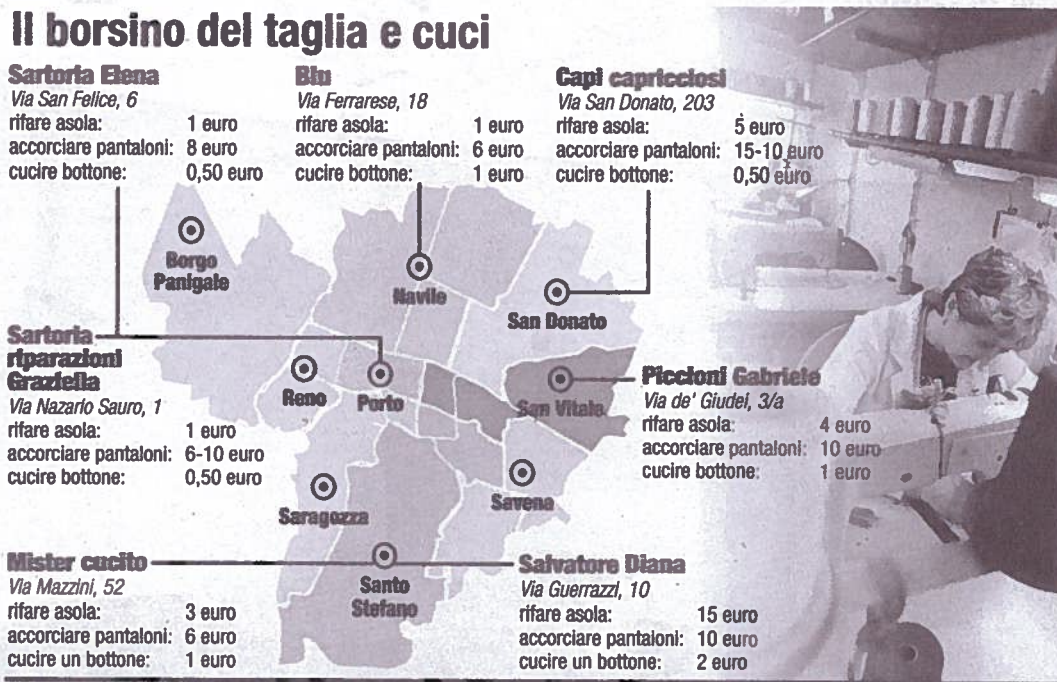 Il borsino del taglia e cuci
Sartoria Elena
Via San Felice, 6
rifare asola: 1 euro
accorciare pantaloni: 8 euro
cucire bottone: 0,50 euro
Blu
Via Ferrarese, 18
rifare asola: 1 euro
accorciare pantaloni: 6 euro
cucire bottone: 1 euro
Capi capricciosi
Via San Donato, 203
rifare asola: 5 euro
accorciare pantaloni: 15-10 euro
cucire bottone: 0,50 euro
Borgo
Panigale
Navile
San Donato
Sartoria
riparazioni
Graziella
Via Nazario Sauro, 1
rifare asola: 1 euro
accorciare pantaloni: 6-10 euro
cucire bottone: 0,50 euro
Reno
Porto
San Vitale
Piccioni Gabriele
Via de' Giudei, 3/a
rifare asola: 4 euro
accorciare pantaloni: 10 euro
cucire bottone: 1 euro
Saragozza
Savena
Mister cucito
Via Mazzini, 52
rifare asola: 3 euro
accorciare pantaloni: 6 euro
cucire un bottone: 1 euro
Santo
Stefano
Salvatore Diana
Via Guerrazzi, 10
rifare asola: 15 euro
accorciare pantaloni: 10 euro
cucire un bottone: 2 euro